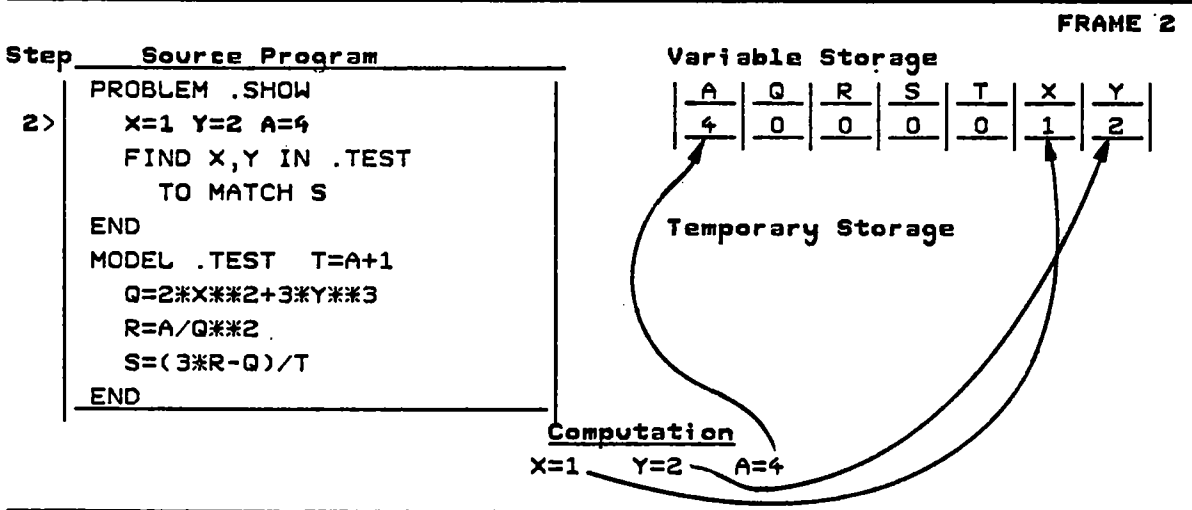 FRAME 2
Step Source Program
PROBLEM .SHOW
2> X=1 Y=2 A=4
FIND X,Y IN .TEST
TO MATCH S
END
MODEL .TEST T=A+1
Q=2*X**2+3*Y**3
R=A/Q**2
S=(3*R-Q)/T
END
Variable Storage
A Q R S T X Y
4 0 0 0 0 1 2
Temporary Storage
Computation
X=1 Y=2 A=4